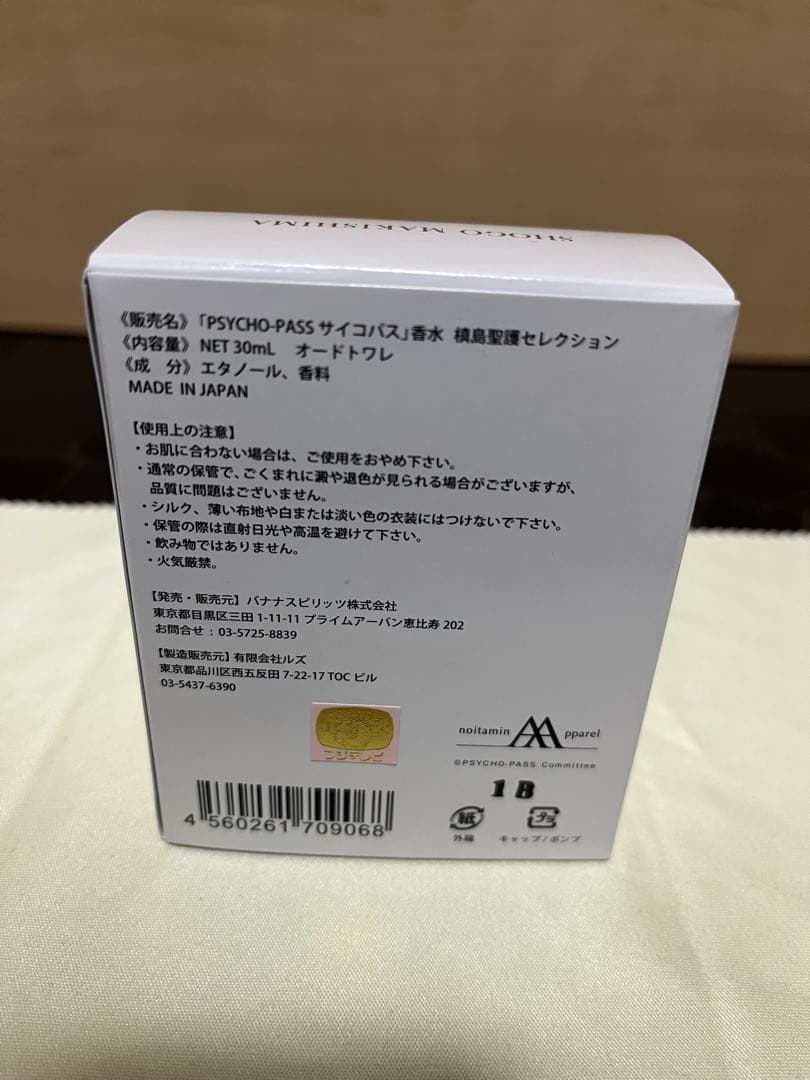 SHOGO MAKISHIMA
《販売名》「PSYCHO-PASS サイコパス」香水 槙島聖護セレクション
《内容量》 NET 30mL オードトワレ
《成 分》エタノール、香料
MADE IN JAPAN
【使用上の注意】
・お肌に合わない場合は、ご使用をおやめ下さい。
・通常の保管で、ごくまれに澱や退色が見られる場合がございますが、
品質に問題はございません。
・シルク、薄い布地や白または淡い色の衣装にはつけないで下さい。
・保管の際は直射日光や高温を避けて下さい。
・飲み物ではありません。
・火気厳禁。
【発売・販売元】バナナスピリッツ株式会社
東京都目黒区三田 1-11-11 プライムアーバン恵比寿 202
お問合せ : 03-5725-8839
【製造販売元】有限会社ルズ
東京都品川区西五反田 7-22-17 TOC ビル
03-5437-6390
フジテレビ
noitamin AA pparel
©PSYCHO-PASS Committee
1 B
4 560261 709068
紙 プラ
外箱 キャップ/ポンプ